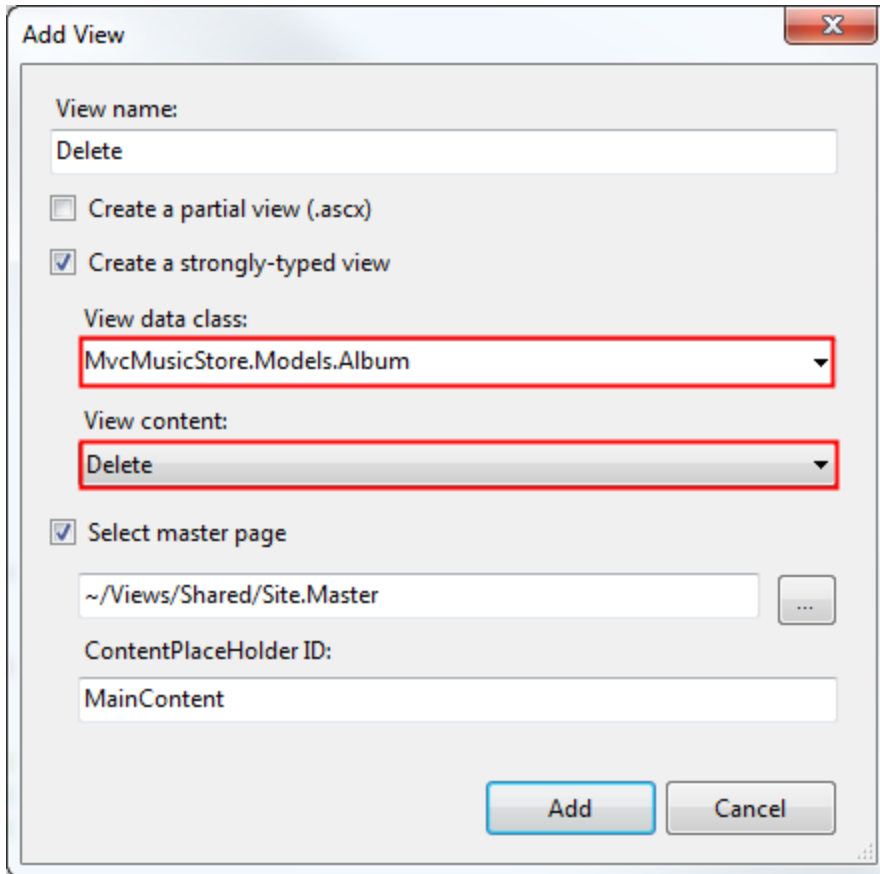 Add View
View name:
Delete
Create a partial view (.ascx)
Create a strongly-typed view
View data class:
MvcMusicStore.Models.Album
View content:
Delete
Select master page
~/Views/Shared/Site.Master
...
ContentPlaceHolder ID:
MainContent
Add Cancel